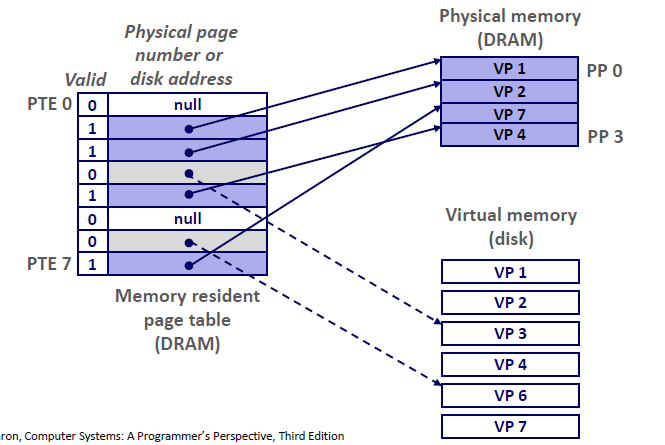 Physical memory
(DRAM)
Physical page
number or
disk address
Valid
PTE 0
0
null
1
1
0
1
0
null
0
PTE 7
1
VP 1
PP 0
VP 2
VP 7
VP 4
PP 3
Virtual memory
(disk)
VP 1
VP 2
VP 3
VP 4
VP 6
VP 7
Memory resident
page table
(DRAM)
ron, Computer Systems: A Programmer's Perspective, Third Edition